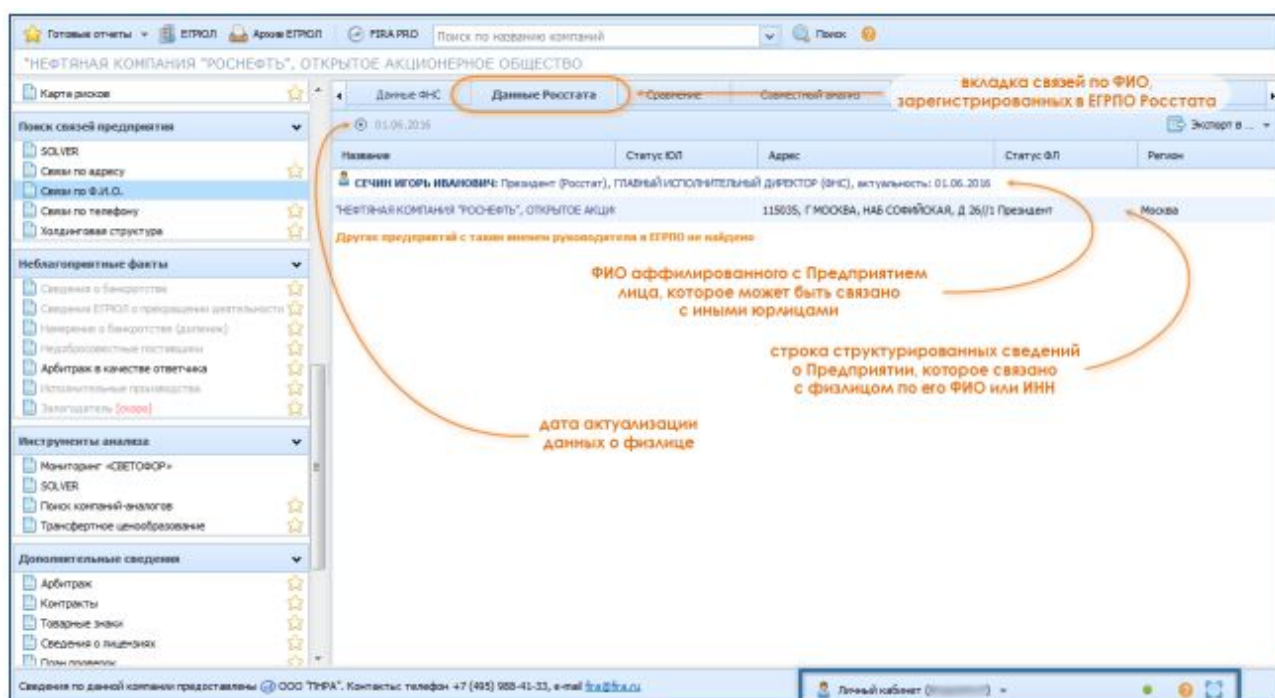 Готовые отчеты ЕГРЮЛ Архив ЕГРЮЛ FIRA PRO Поиск по названию компаний Поиск
"НЕФТЯНАЯ КОМПАНИЯ "РОСНЕФТЬ", ОТКРЫТОЕ АКЦИОНЕРНОЕ ОБЩЕСТВО
Карта рисков
Поиск связей предприятия
SOLVER
Связи по адресу
Связи по Ф.И.О.
Связи по телефону
Холдинговая структура
Неблагоприятные факты
Сведения о банкротстве
Сведения ЕГРЮЛ о прекращении деятельности
Намерение о банкротстве (должник)
Недобросовестные поставщики
Арбитраж в качестве ответчика
Исполнительные производства
Залогодатель [скоро]
Инструменты анализа
Мониторинг «СВЕТОФОР»
SOLVER
Поиск компаний-аналогов
Трансфертное ценообразование
Дополнительные сведения
Арбитраж
Контракты
Товарные знаки
Сведения о лицензиях
План проверок
Данные ФНС Данные Росстата Сравнение Совместный анализ
вкладка связей по ФИО,
зарегистрированных в ЕГРПО Росстата
01.06.2016 Экспорт в ...
Название Статус ЮЛ Адрес Статус ФЛ Регион
СЕЧИН ИГОРЬ ИВАНОВИЧ: Президент (Росстат), ГЛАВНЫЙ ИСПОЛНИТЕЛЬНЫЙ ДИРЕКТОР (ФНС), актуальность: 01.06.2016
"НЕФТЯНАЯ КОМПАНИЯ "РОСНЕФТЬ", ОТКРЫТОЕ АКЦИ 115035, Г МОСКВА, НАБ СОФИЙСКАЯ, Д 26//1 Президент Москва
Других предприятий с таким именем руководителя в ЕГРПО не найдено
ФИО аффилированного с Предприятием
лица, которое может быть связано
с иными юрлицами
строка структурированных сведений
о Предприятии, которое связано
с физлицом по его ФИО или ИНН
дата актуализации
данных о физлице
Сведения по данной компании предоставлены ООО "ФИРА". Контакты: телефон +7 (495) 988-41-33, e-mail fira@fira.ru
Личный кабинет